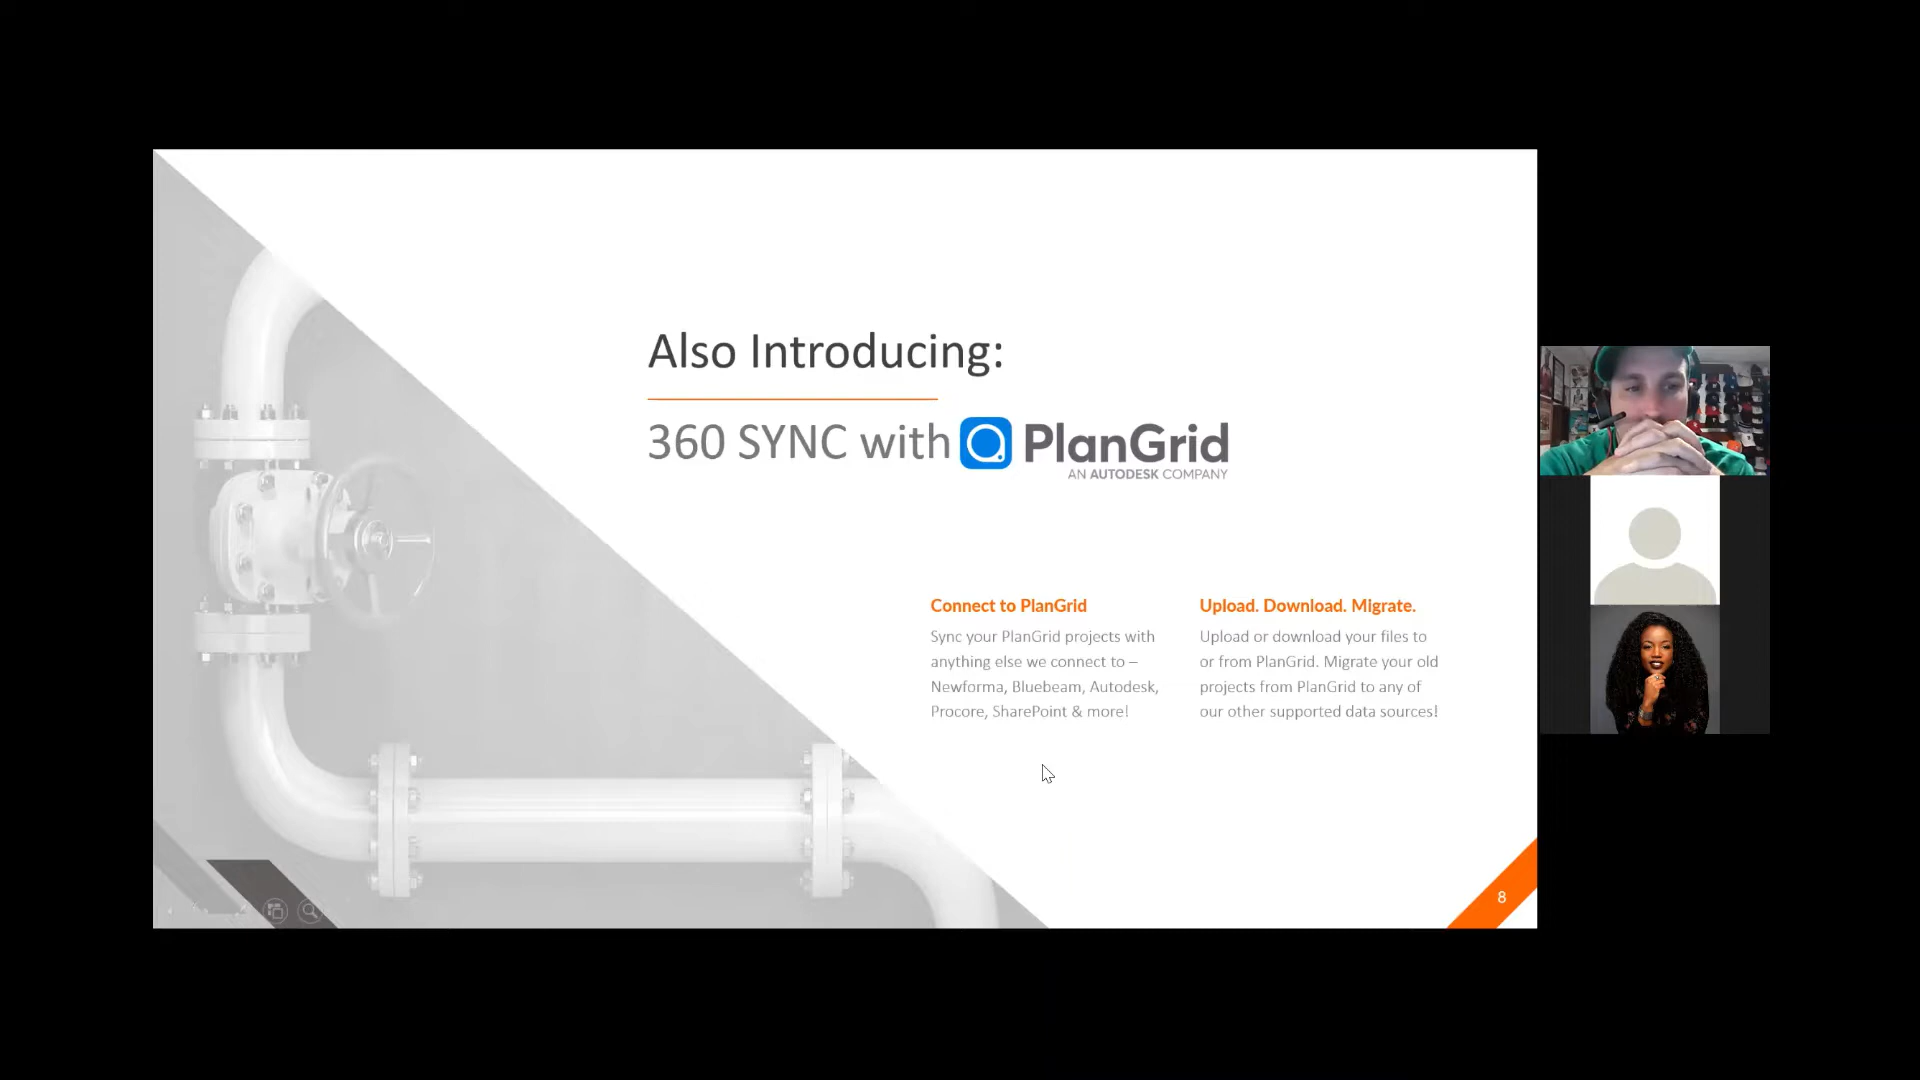 Also Introducing:
360 SYNC with PlanGrid
AN AUTODESK COMPANY
Connect to PlanGrid
Sync your PlanGrid projects with
anything else we connect to –
Newforma, Bluebeam, Autodesk,
Procore, SharePoint & more!
Upload. Download. Migrate.
Upload or download your files to
or from PlanGrid. Migrate your old
projects from PlanGrid to any of
our other supported data sources!
8